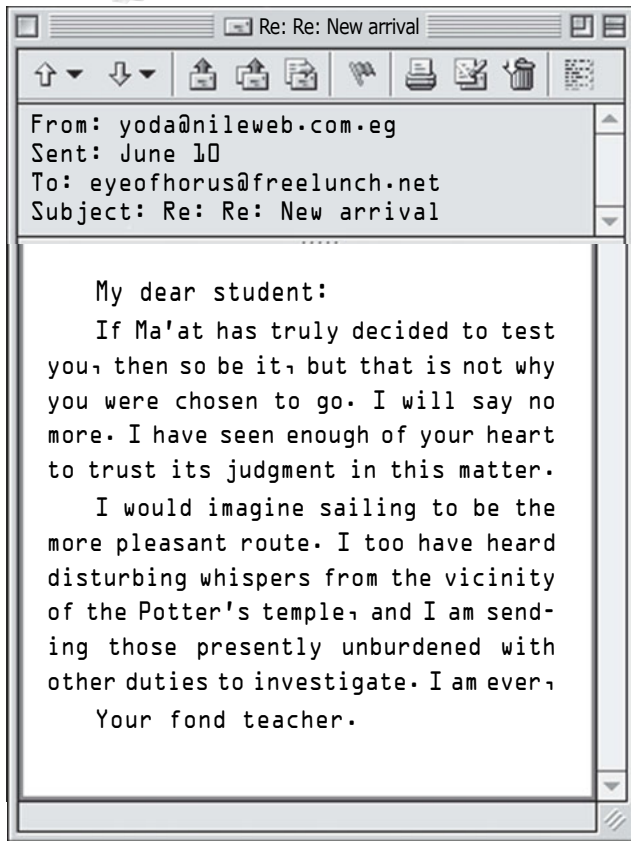 Re: Re: New arrival
From: yoda@nileweb.com.eg
Sent: June 10
To: eyeofhorus@freelunch.net
Subject: Re: Re: New arrival
My dear student:
If Ma'at has truly decided to test
you, then so be it, but that is not why
you were chosen to go. I will say no
more. I have seen enough of your heart
to trust its judgment in this matter.
I would imagine sailing to be the
more pleasant route. I too have heard
disturbing whispers from the vicinity
of the Potter's temple, and I am send-
ing those presently unburdened with
other duties to investigate. I am ever,
Your fond teacher.